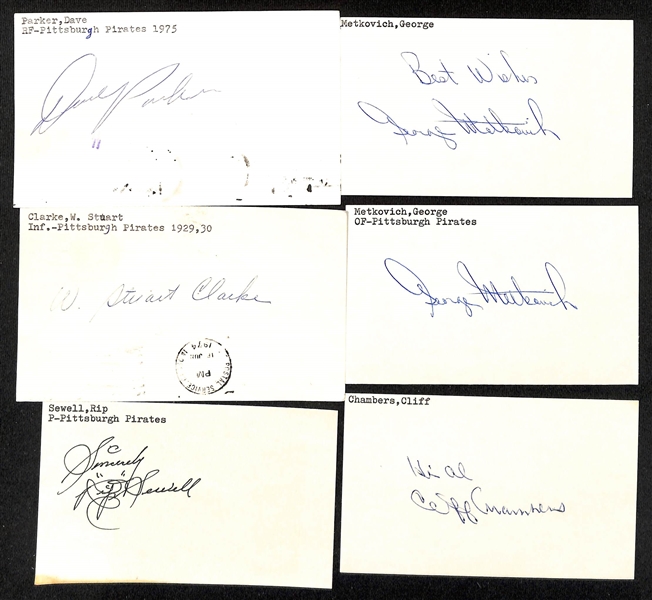 Parker,Dave
RF-Pittsburgh Pirates 1975
Dave Parker
Metkovich,George
Best Wishes
George Metkovich
Clarke,W. Stuart
Inf.-Pittsburgh Pirates 1929,30
W. Stuart Clarke
PM
1974
Metkovich,George
OF-Pittsburgh Pirates
George Metkovich
Sewell,Rip
P-Pittsburgh Pirates
Sincerely
"Rip" Sewell
Chambers,Cliff
Hi Al
Cliff Chambers